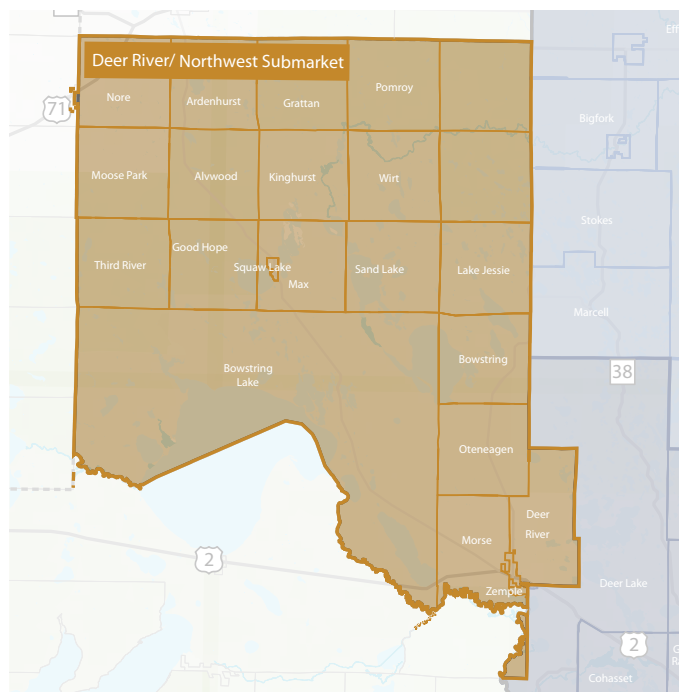 Deer River/ Northwest Submarket
71
Nore
Ardenhurst
Grattan
Pomroy
Bigfork
Moose Park
Alvwood
Kinghurst
Wirt
Stokes
Third River
Good Hope
Squaw Lake
Max
Sand Lake
Lake Jessie
Marcell
Bowstring
Lake
Bowstring
38
Oteneagen
Deer
River
Morse
2
Zemple
Deer Lake
2
Cohasset